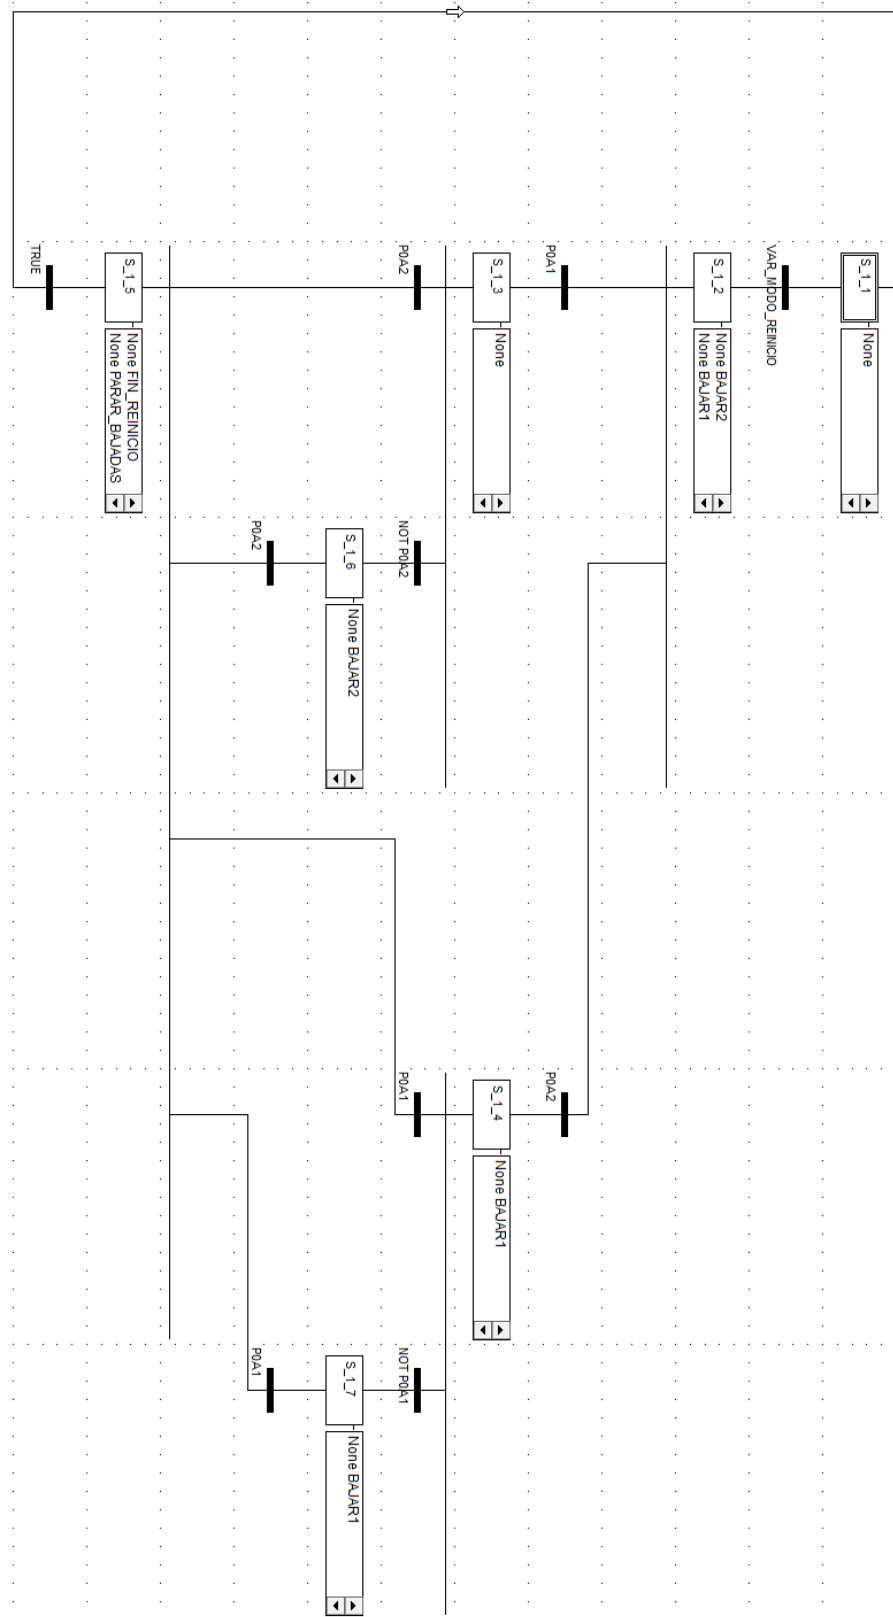 S_1_1
None
VAR_MODO_REINICIO
S_1_2
None BAJAR2
None BAJAR1
P0A1
P0A2
S_1_3
None
S_1_4
None BAJAR1
P0A2
NOT P0A2
P0A1
NOT P0A1
S_1_6
None BAJAR2
S_1_7
None BAJAR1
P0A2
P0A1
S_1_5
None FIN_REINICIO
None PARAR_BAJADAS
TRUE